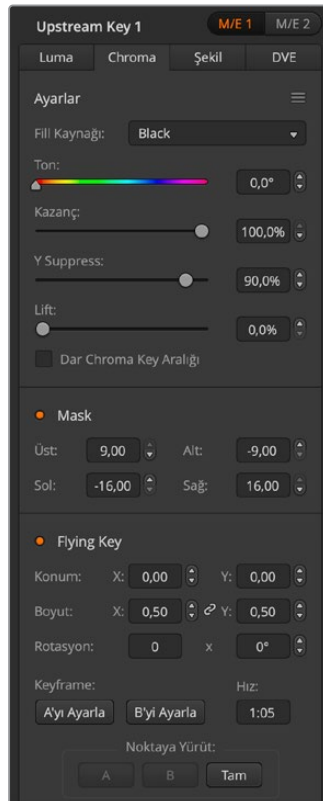 Upstream Key 1 M/E 1 M/E 2
Luma Chroma Şekil DVE
Ayarlar
Fill Kaynağı: Black
Ton:
0,0°
Kazanç:
100,0%
Y Suppress:
90,0%
Lift:
0,0%
Dar Chroma Key Aralığı
Mask
Üst: 9,00 Alt: -9,00
Sol: -16,00 Sağ: 16,00
Flying Key
Konum: X: 0,00 Y: 0,00
Boyut: X: 0,50 Y: 0,50
Rotasyon: 0 x 0°
Keyframe: Hız:
A'yı Ayarla B'yi Ayarla 1:05
Noktaya Yürüt:
A B Tam